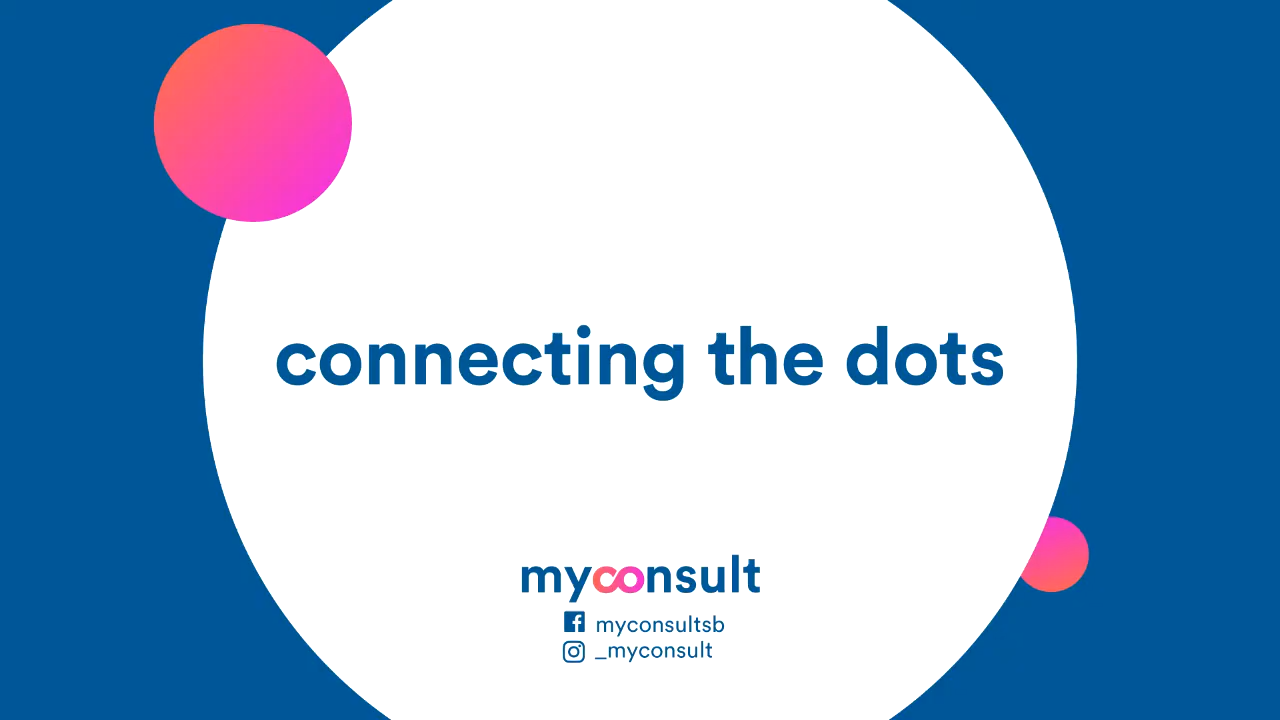 connecting the dots
myconsult
myconsultsb
_myconsult